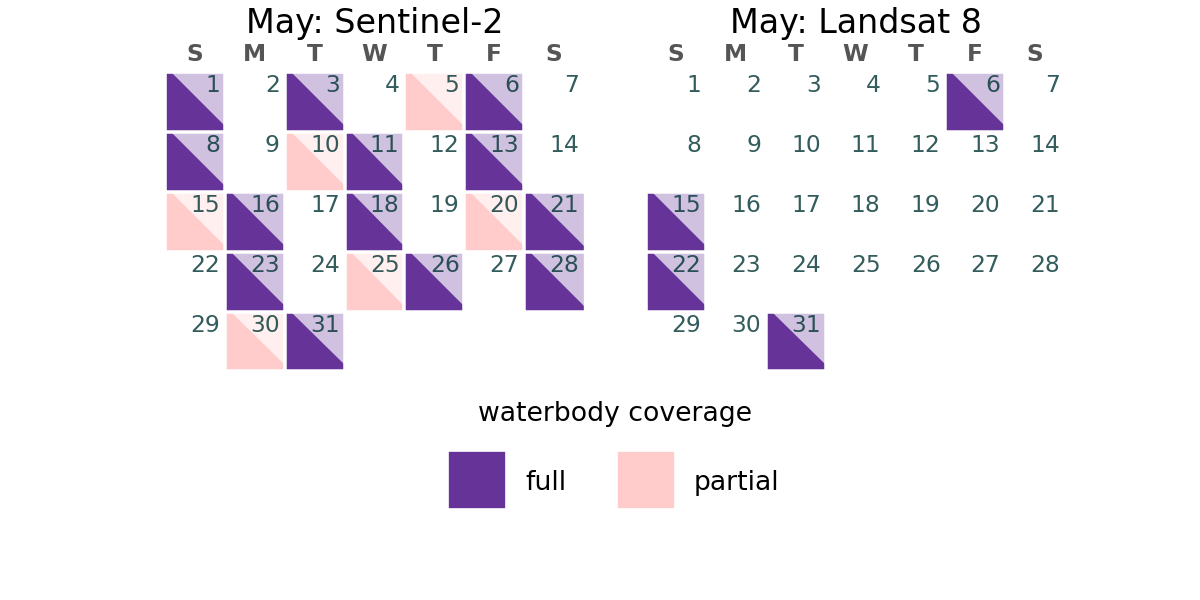 May: Sentinel-2
S M T W T F S
1 2 3 4 5 6 7
8 9 10 11 12 13 14
15 16 17 18 19 20 21
22 23 24 25 26 27 28
29 30 31
May: Landsat 8
S M T W T F S
1 2 3 4 5 6 7
8 9 10 11 12 13 14
15 16 17 18 19 20 21
22 23 24 25 26 27 28
29 30 31
waterbody coverage
full
partial